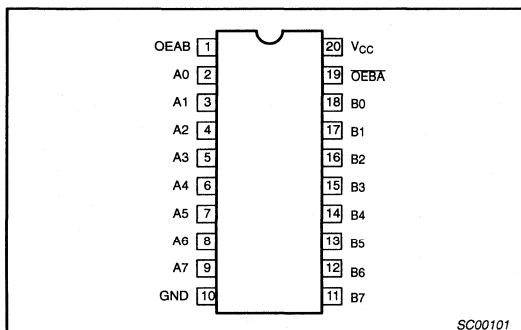 OEAB 1 20 VCC
A0 2 19 O̅E̅B̅A̅
A1 3 18 B0
A2 4 17 B1
A3 5 16 B2
A4 6 15 B3
A5 7 14 B4
A6 8 13 B5
A7 9 12 B6
GND 10 11 B7
SC00101